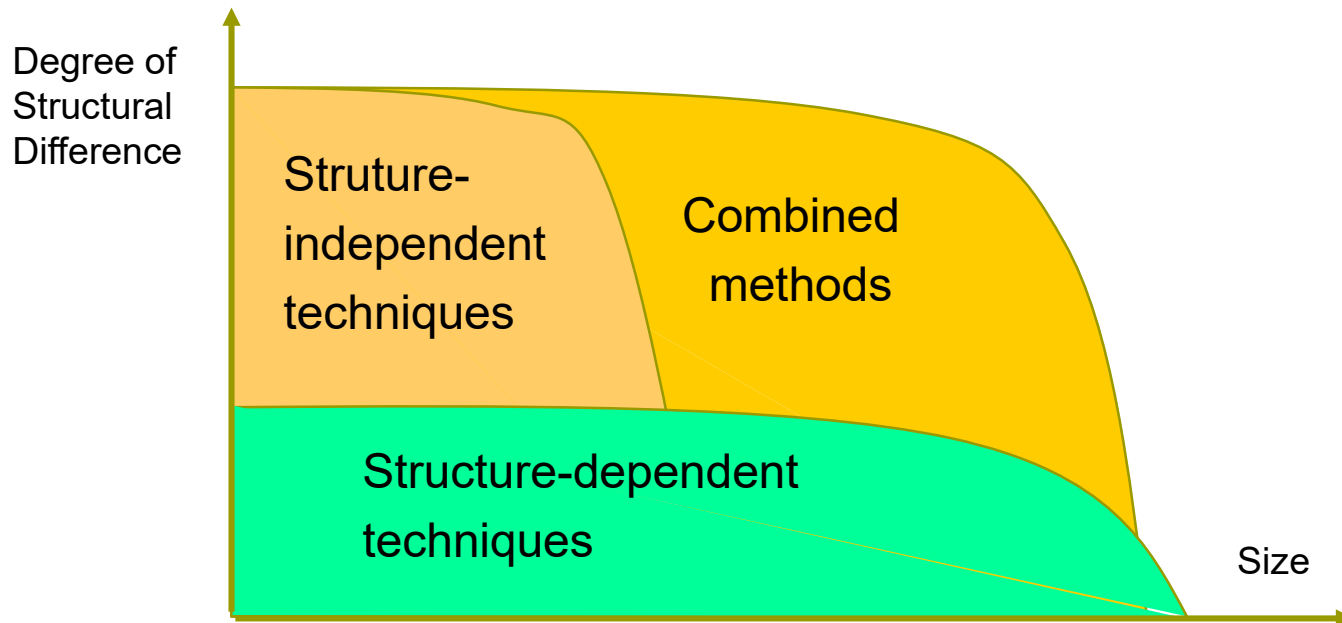 Degree of
Structural
Difference
Struture-
independent
techniques
Combined
methods
Structure-dependent
techniques
Size